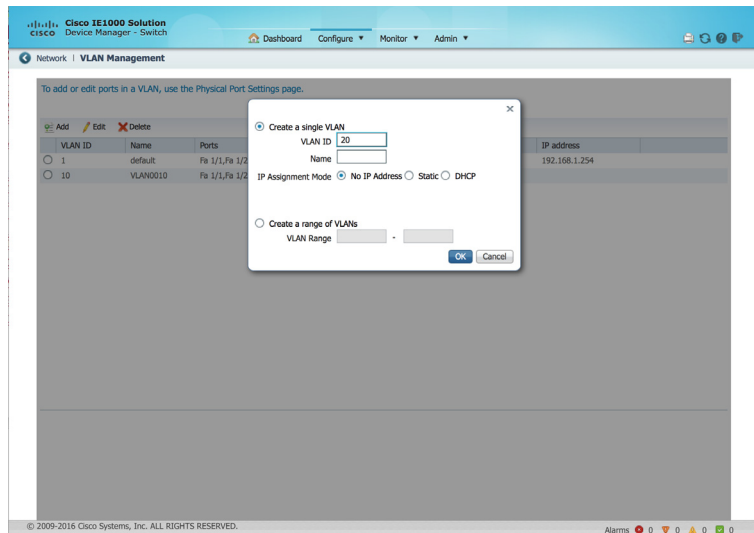 Cisco IE1000 Solution
CISCO Device Manager - Switch
Dashboard Configure Monitor Admin
Network | VLAN Management
To add or edit ports in a VLAN, use the Physical Port Settings page.
Add Edit Delete
VLAN ID Name Ports IP address
1 default Fa 1/1,Fa 1/2 192.168.1.254
10 VLAN0010 Fa 1/1,Fa 1/2
Create a single VLAN
VLAN ID 20
Name
IP Assignment Mode No IP Address Static DHCP
Create a range of VLANs
VLAN Range -
OK Cancel
© 2009-2016 Cisco Systems, Inc. ALL RIGHTS RESERVED.
Alarms 0 0 0 0